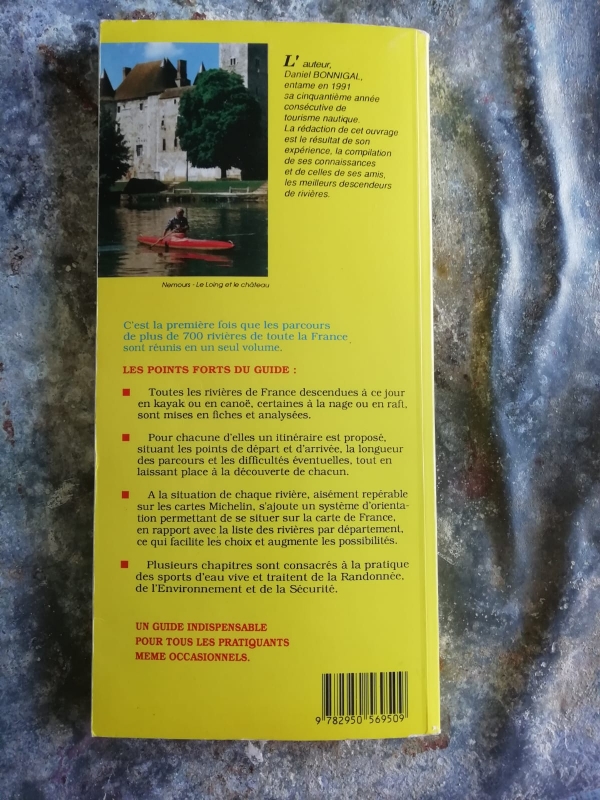 L' auteur,
Daniel BONNIGAL,
entame en 1991
sa cinquantième année
consécutive de
tourisme nautique.
La rédaction de cet ouvrage
est le résultat de son
expérience, la compilation
de ses connaissances
et de celles de ses amis,
les meilleurs descendeurs
de rivières.
Nemours - Le Loing et le château
C'est la première fois que les parcours
de plus de 700 rivières de toute la France
sont réunis en un seul volume.
LES POINTS FORTS DU GUIDE :
Toutes les rivières de France descendues à ce jour
en kayak ou en canoë, certaines à la nage ou en raft,
sont mises en fiches et analysées.
Pour chacune d'elles un itinéraire est proposé,
situant les points de départ et d'arrivée, la longueur
des parcours et les difficultés éventuelles, tout en
laissant place à la découverte de chacun.
A la situation de chaque rivière, aisément repérable
sur les cartes Michelin, s'ajoute un système d'orienta-
tion permettant de se situer sur la carte de France,
en rapport avec la liste des rivières par département,
ce qui facilite les choix et augmente les possibilités.
Plusieurs chapitres sont consacrés à la pratique
des sports d'eau vive et traitent de la Randonnée,
de l'Environnement et de la Sécurité.
UN GUIDE INDISPENSABLE
POUR TOUS LES PRATIQUANTS
MEME OCCASIONNELS.
9 782950 569509